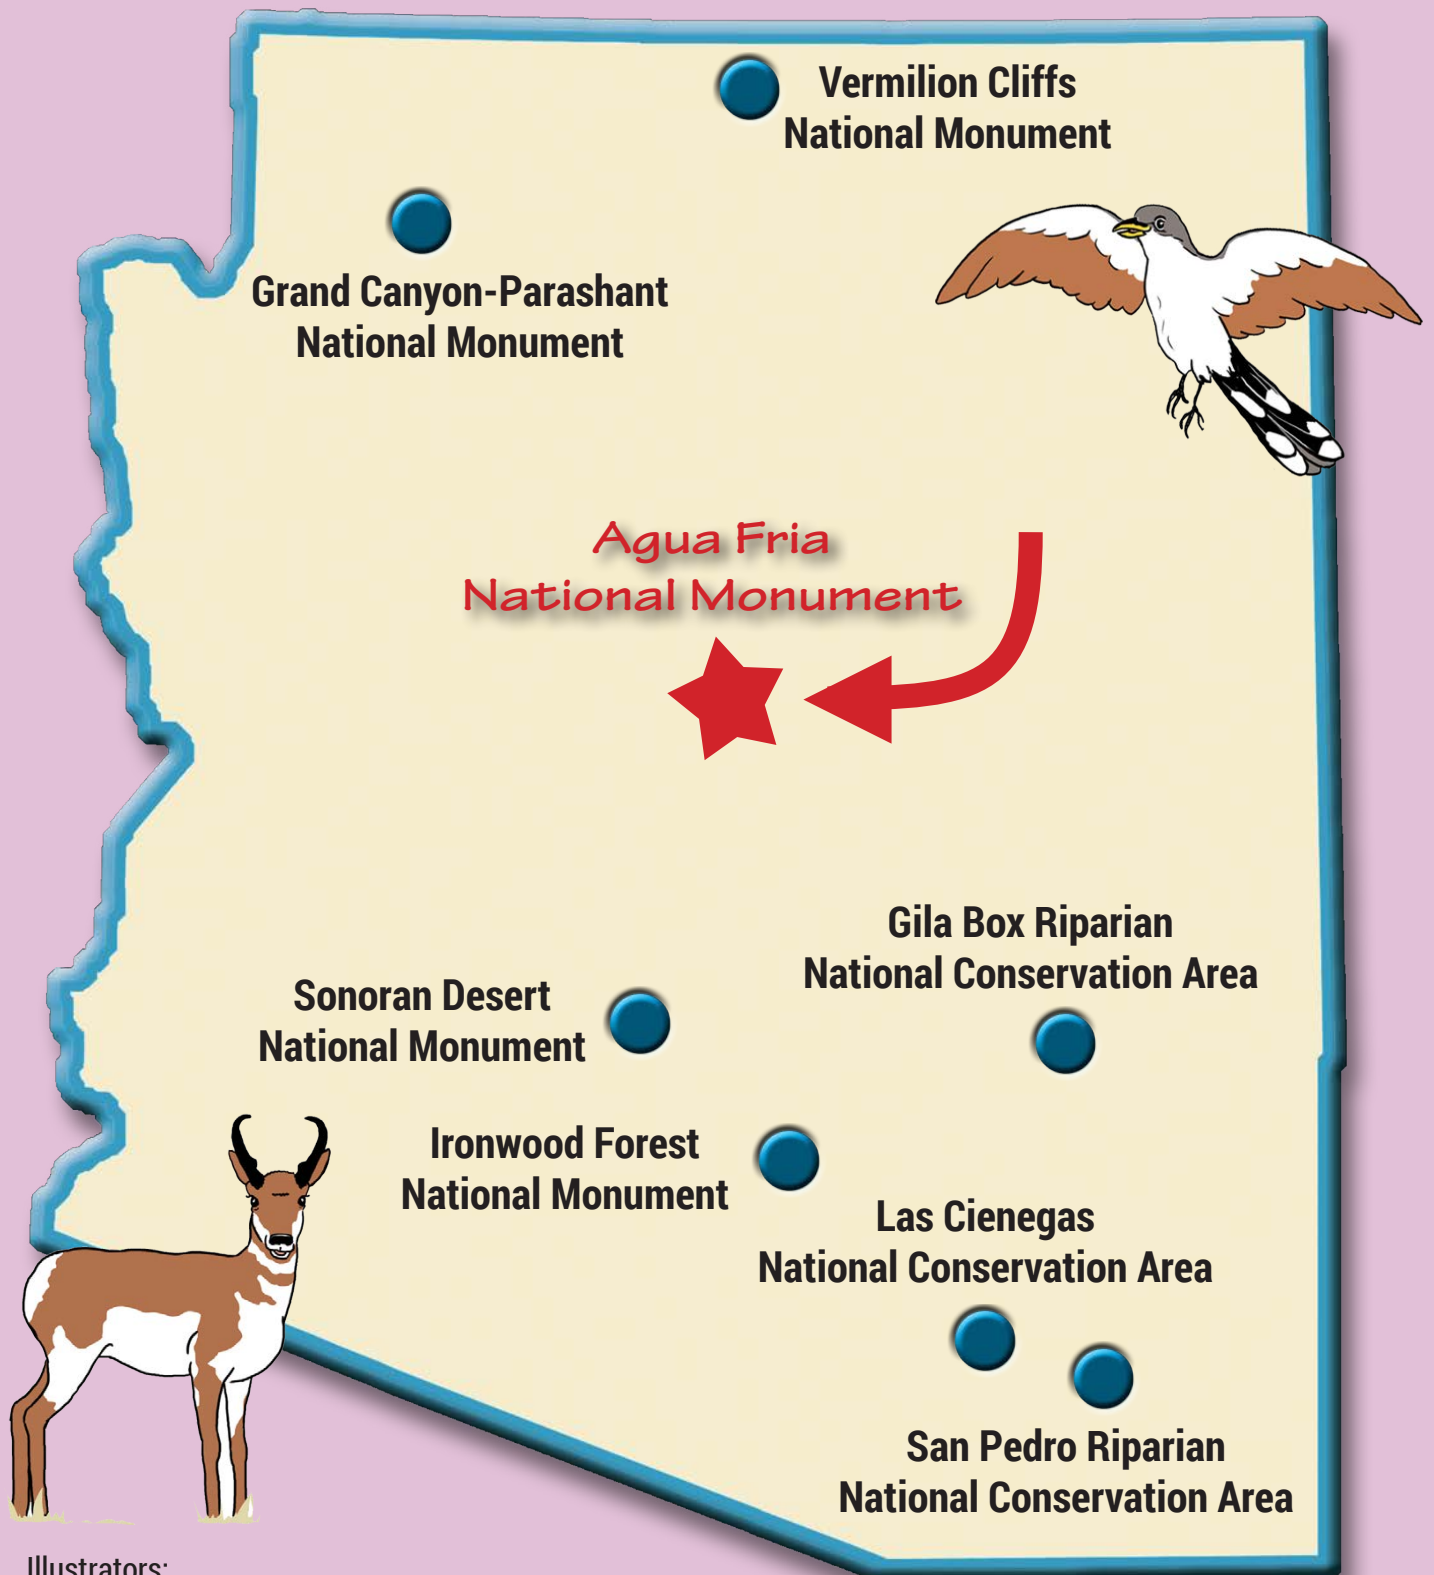 Vermilion Cliffs
National Monument
Grand Canyon-Parashant
National Monument
Agua Fria
National Monument
Gila Box Riparian
National Conservation Area
Sonoran Desert
National Monument
Ironwood Forest
National Monument
Las Cienegas
National Conservation Area
San Pedro Riparian
National Conservation Area
Illustrators: